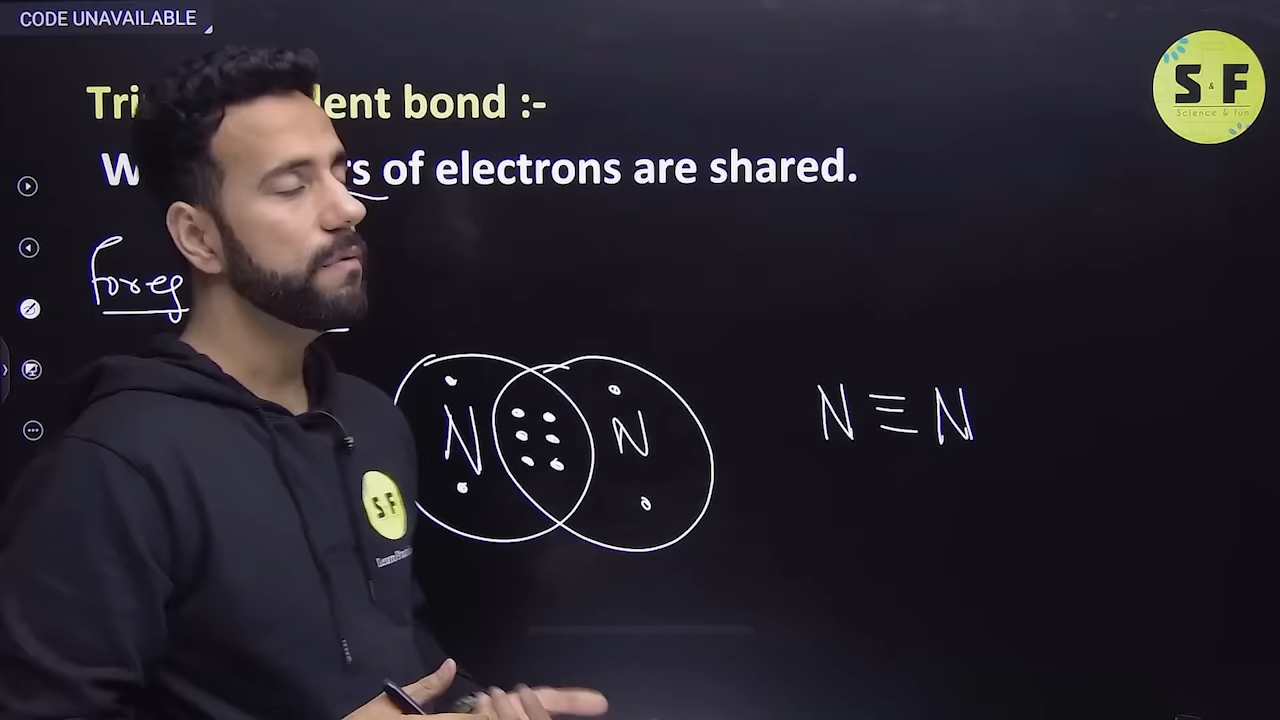 CODE UNAVAILABLE
S & F
Science & fun
Tri lent bond :-
W rs of electrons are shared.
For eg
N N N ≡ N
S F